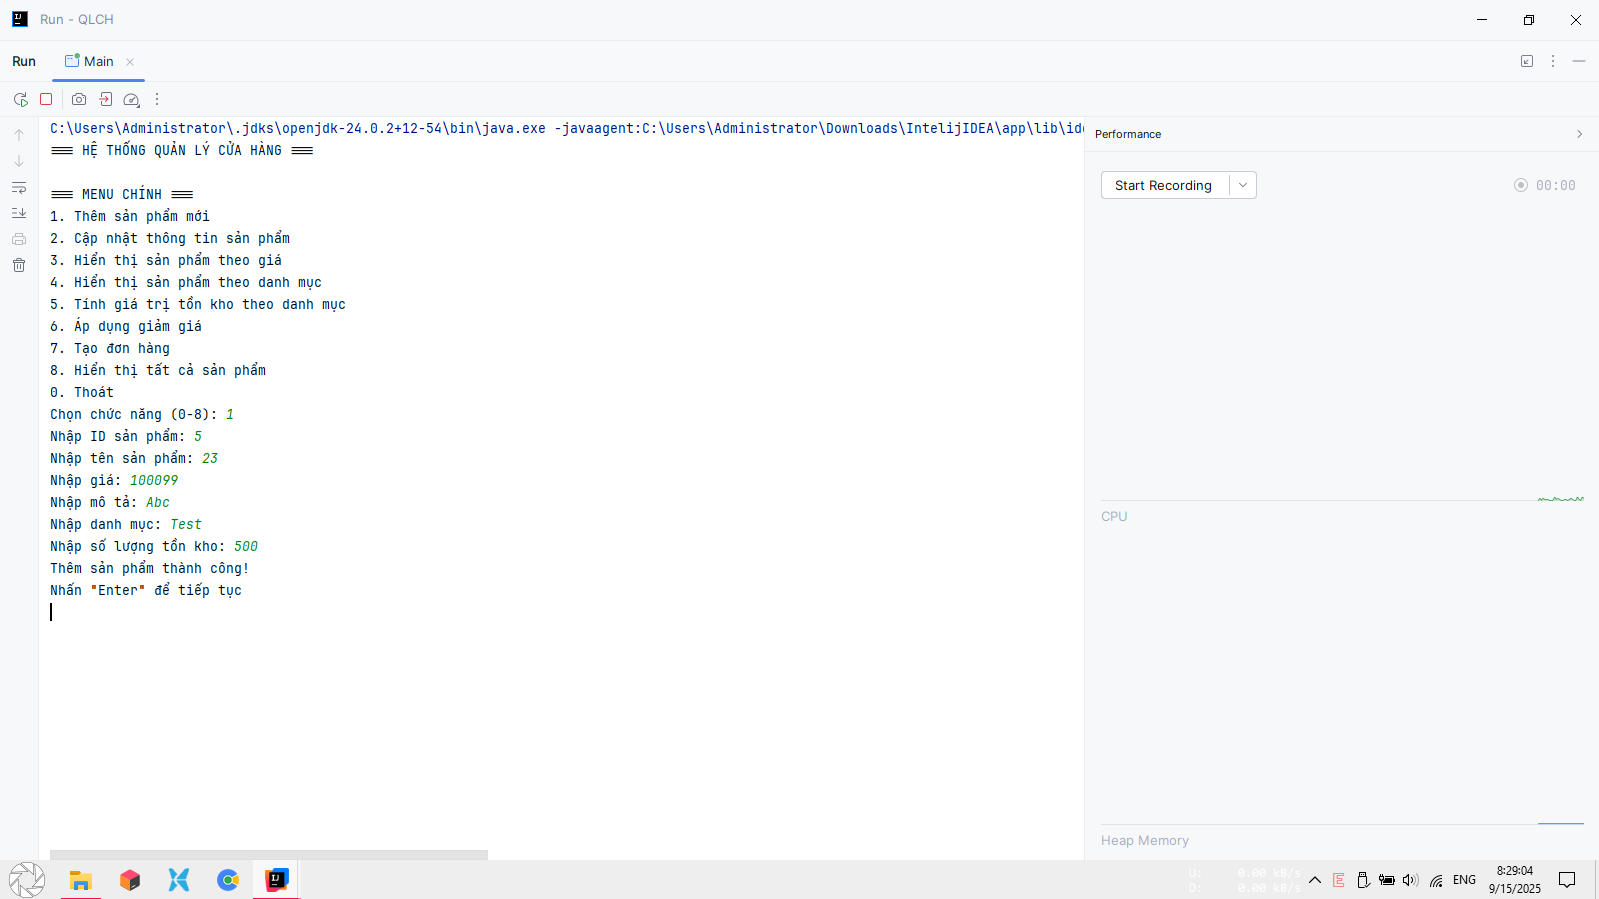 Run - QLCH
Run
Main
C:\Users\Administrator\.jdks\openjdk-24.0.2+12-54\bin\java.exe -javaagent:C:\Users\Administrator\Downloads\IntelijIDEA\app\lib\ide
=== HỆ THỐNG QUẢN LÝ CỬA HÀNG ===
=== MENU CHÍNH ===
1. Thêm sản phẩm mới
2. Cập nhật thông tin sản phẩm
3. Hiển thị sản phẩm theo giá
4. Hiển thị sản phẩm theo danh mục
5. Tính giá trị tồn kho theo danh mục
6. Áp dụng giảm giá
7. Tạo đơn hàng
8. Hiển thị tất cả sản phẩm
0. Thoát
Chọn chức năng (0-8): 1
Nhập ID sản phẩm: 5
Nhập tên sản phẩm: 23
Nhập giá: 100099
Nhập mô tả: Abc
Nhập danh mục: Test
Nhập số lượng tồn kho: 500
Thêm sản phẩm thành công!
Nhấn "Enter" để tiếp tục
Performance
Start Recording
00:00
CPU
Heap Memory
U: 0.00 kB/s
D: 0.00 kB/s
ENG
8:29:04
9/15/2025